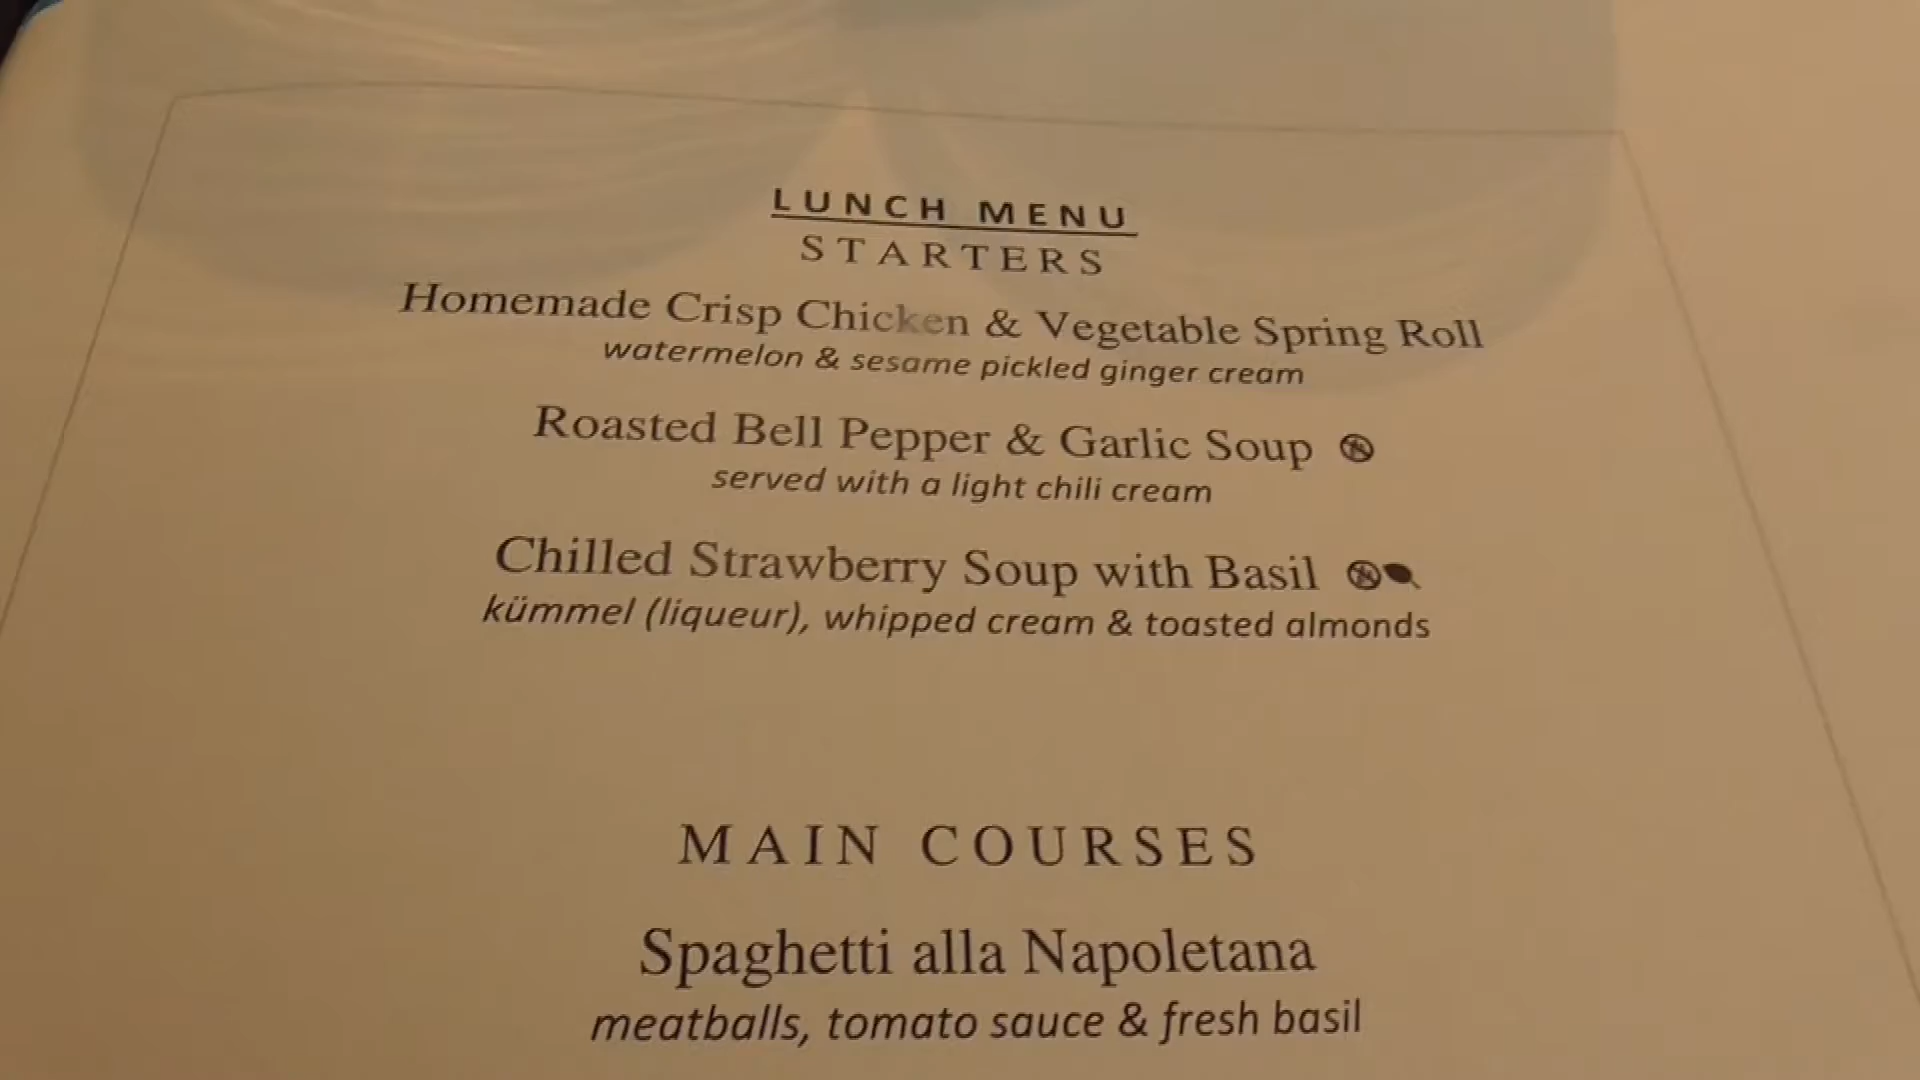 LUNCH MENU
STARTERS
Homemade Crisp Chicken & Vegetable Spring Roll
watermelon & sesame pickled ginger cream
Roasted Bell Pepper & Garlic Soup
served with a light chili cream
Chilled Strawberry Soup with Basil
kümmel (liqueur), whipped cream & toasted almonds
MAIN COURSES
Spaghetti alla Napoletana
meatballs, tomato sauce & fresh basil